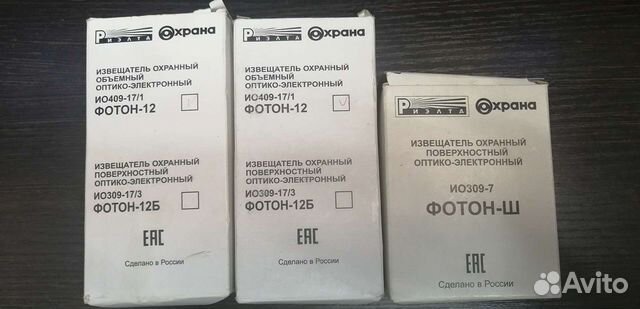 Риэлта Охрана
ИЗВЕЩАТЕЛЬ ОХРАННЫЙ
ОБЪЕМНЫЙ
ОПТИКО-ЭЛЕКТРОННЫЙ
ИО409-17/1
ФОТОН-12
ИЗВЕЩАТЕЛЬ ОХРАННЫЙ
ПОВЕРХНОСТНЫЙ
ОПТИКО-ЭЛЕКТРОННЫЙ
ИО309-17/3
ФОТОН-12Б
ЕАС
Сделано в России
Риэлта Охрана
ИЗВЕЩАТЕЛЬ ОХРАННЫЙ
ОБЪЕМНЫЙ
ОПТИКО-ЭЛЕКТРОННЫЙ
ИО409-17/1
ФОТОН-12 V
ИЗВЕЩАТЕЛЬ ОХРАННЫЙ
ПОВЕРХНОСТНЫЙ
ОПТИКО-ЭЛЕКТРОННЫЙ
ИО309-17/3
ФОТОН-12Б
ЕАС
Сделано в России
Риэлта Охрана
ИЗВЕЩАТЕЛЬ ОХРАННЫЙ
ПОВЕРХНОСТНЫЙ
ОПТИКО-ЭЛЕКТРОННЫЙ
ИО309-7
ФОТОН-Ш
ЕАС
Сделано в России
Avito